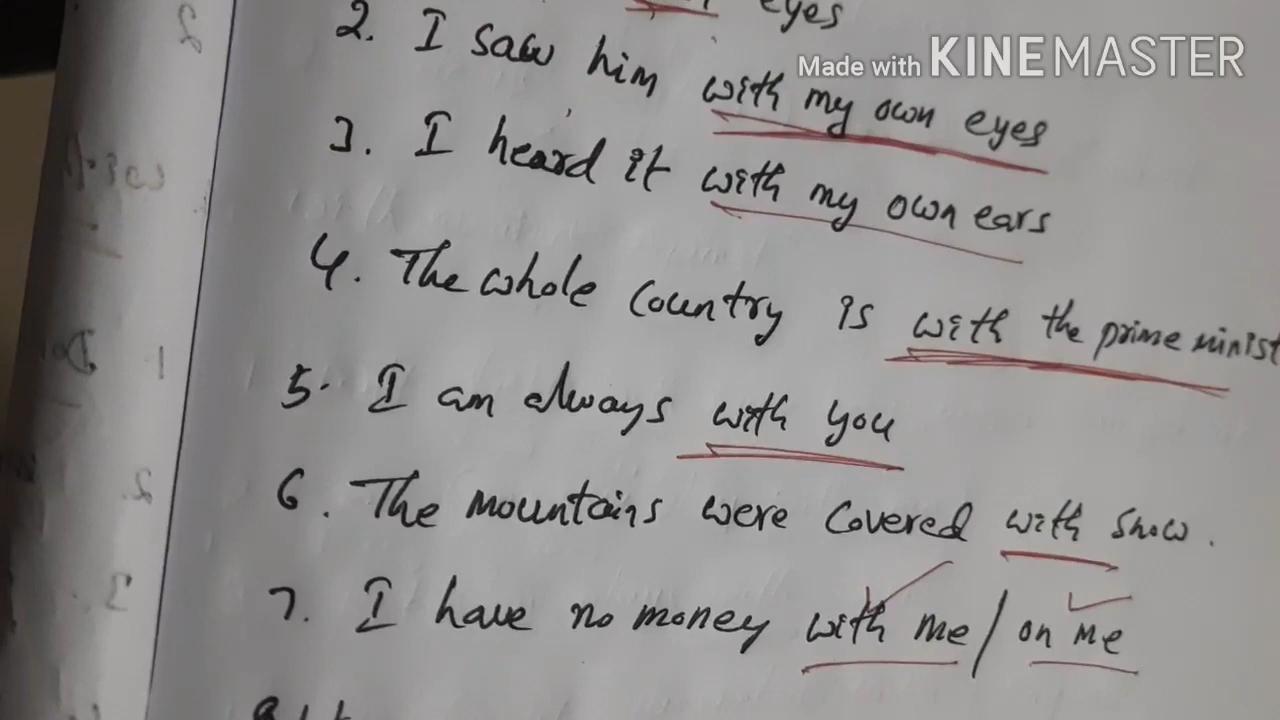 eyes
Made with KINEMASTER
2. I saw him with my own eyes
3. I heard it with my own ears
4. The whole country is with the prime minist
5. I am always with you
6. The mountains were covered with snow.
7. I have no money with me / on me